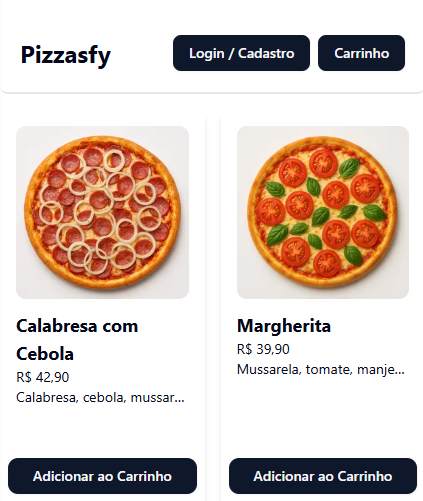 Pizzasfy
Login / Cadastro
Carrinho
Calabresa com
Cebola
R$ 42,90
Calabresa, cebola, mussar...
Adicionar ao Carrinho
Margherita
R$ 39,90
Mussarela, tomate, manje...
Adicionar ao Carrinho